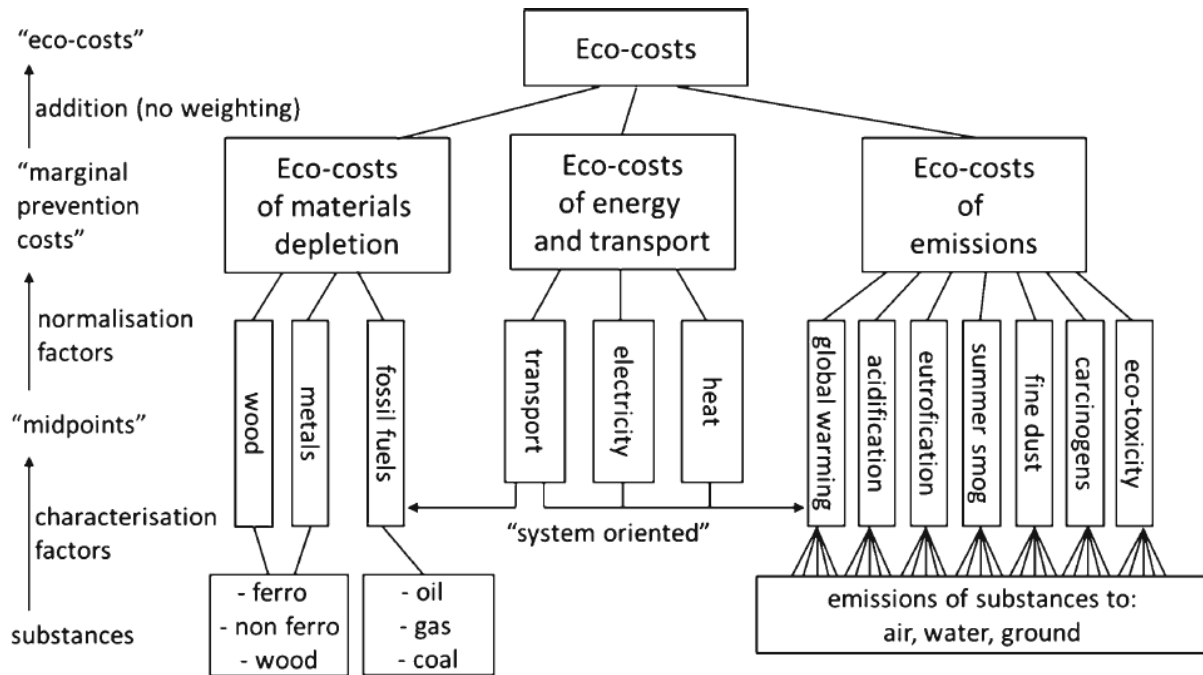 “eco-costs”
addition (no weighting)
“marginal
prevention
costs”
normalisation
factors
“midpoints”
characterisation
factors
substances
Eco-costs
Eco-costs
of materials
depletion
Eco-costs
of energy
and transport
Eco-costs
of
emissions
wood
metals
fossil fuels
transport
electricity
heat
global warming
acidification
eutrofication
summer smog
fine dust
carcinogens
eco-toxicity
“system oriented”
- ferro
- non ferro
- wood
- oil
- gas
- coal
emissions of substances to:
air, water, ground